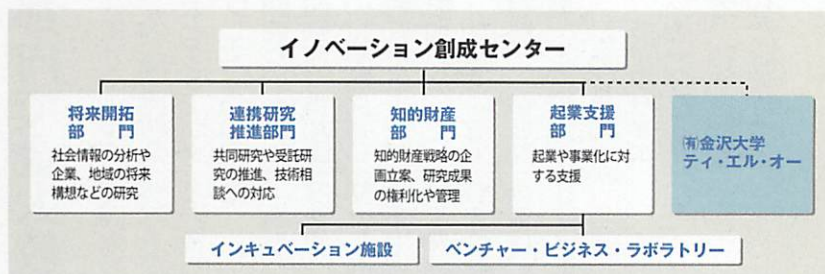 イノベーション創成センター
将来開拓
部　門
社会情報の分析や
企業、地域の将来
構想などの研究
連携研究
推進部門
共同研究や受託研
究の推進、技術相
談への対応
知的財産
部　門
知的財産戦略の企
画立案、研究成果
の権利化や管理
起業支援
部　門
起業や事業化に対
する支援
㈲金沢大学
ティ・エル・オー
インキュベーション施設
ベンチャー・ビジネス・ラボラトリー